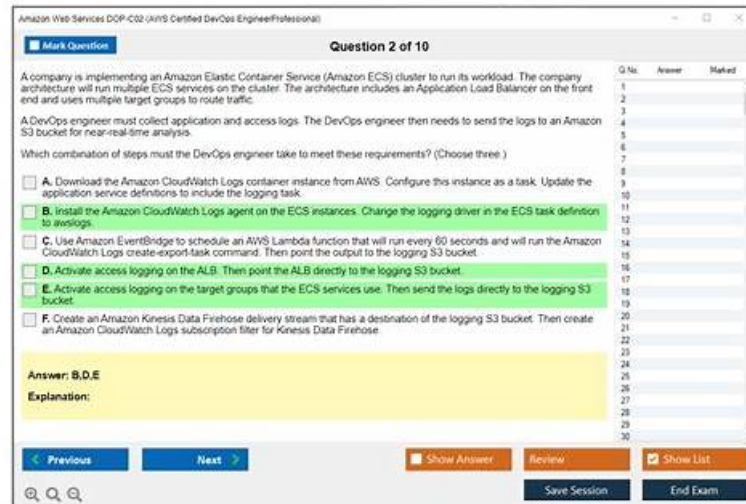 Amazon Web Services DOP-C02 (AWS Certified DevOps EngineerProfessional)
Mark Question
Question 2 of 10
Q.No. Answer Marked
A company is implementing an Amazon Elastic Container Service (Amazon ECS) cluster to run its workload. The company
architecture will run multiple ECS services on the cluster. The architecture includes an Application Load Balancer on the front
end and uses multiple target groups to route traffic.
A DevOps engineer must collect application and access logs. The DevOps engineer then needs to send the logs to an Amazon
S3 bucket for near-real-time analysis.
Which combination of steps must the DevOps engineer take to meet these requirements? (Choose three.)
A. Download the Amazon CloudWatch Logs container instance from AWS. Configure this instance as a task. Update the
application service definitions to include the logging task.
B. Install the Amazon CloudWatch Logs agent on the ECS instances. Change the logging driver in the ECS task definition
to awslogs.
C. Use Amazon EventBridge to schedule an AWS Lambda function that will run every 60 seconds and will run the Amazon
CloudWatch Logs create-export-task command. Then point the output to the logging S3 bucket.
D. Activate access logging on the ALB. Then point the ALB directly to the logging S3 bucket.
E. Activate access logging on the target groups that the ECS services use. Then send the logs directly to the logging S3
bucket.
F. Create an Amazon Kinesis Data Firehose delivery stream that has a destination of the logging S3 bucket. Then create
an Amazon CloudWatch Logs subscription filter for Kinesis Data Firehose.
Answer: B,D,E
Explanation:
1
2
3
4
5
6
7
8
9
10
11
12
13
14
15
16
17
18
19
20
21
22
23
24
25
26
27
28
29
30
Previous
Next
Show Answer
Review
Show List
Save Session
End Exam